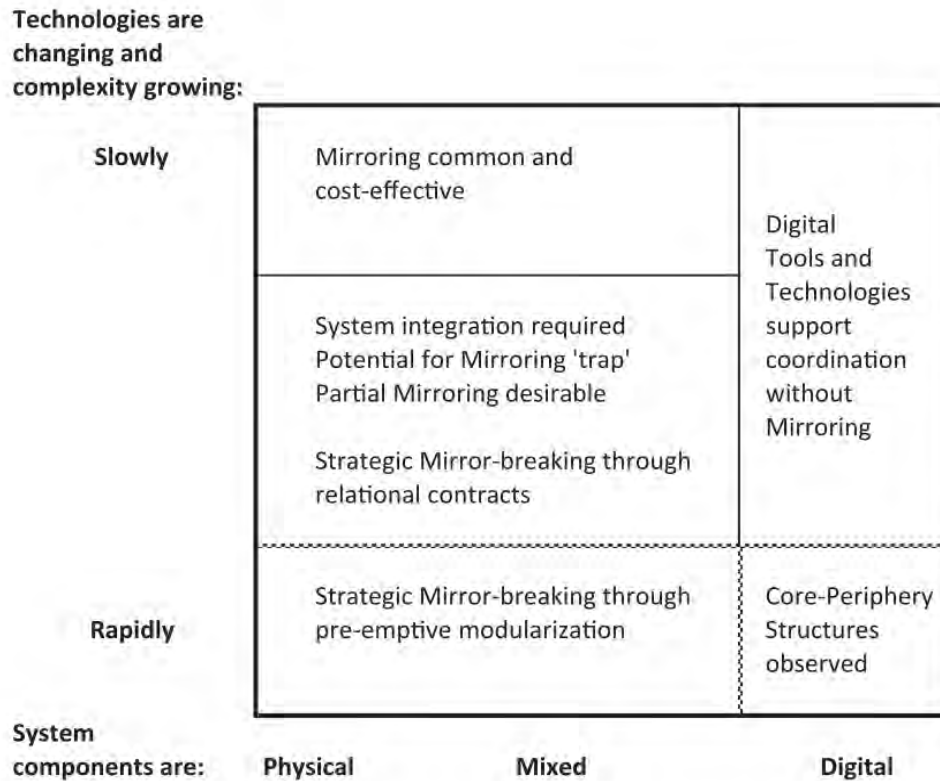 Technologies are
changing and
complexity growing:
Slowly
Mirroring common and
cost-effective
Digital
Tools and
Technologies
support
coordination
without
Mirroring
System integration required
Potential for Mirroring 'trap'
Partial Mirroring desirable
Strategic Mirror-breaking through
relational contracts
Rapidly
Strategic Mirror-breaking through
pre-emptive modularization
Core-Periphery
Structures
observed
System
components are:
Physical
Mixed
Digital